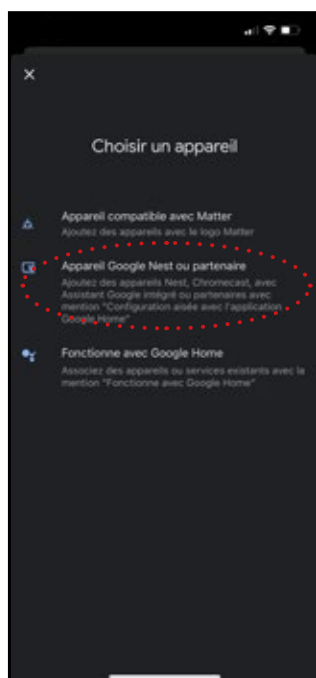 Choisir un appareil
Appareil compatible avec Matter
Ajoutez des appareils avec le logo Matter
Appareil Google Nest ou partenaire
Ajoutez des appareils Nest, Chromecast, avec
Assistant Google intégré ou partenaires avec
mention "Configuration aisée avec l'application
Google Home"
Fonctionne avec Google Home
Associez des appareils ou services existants avec la
mention "Fonctionne avec Google Home"